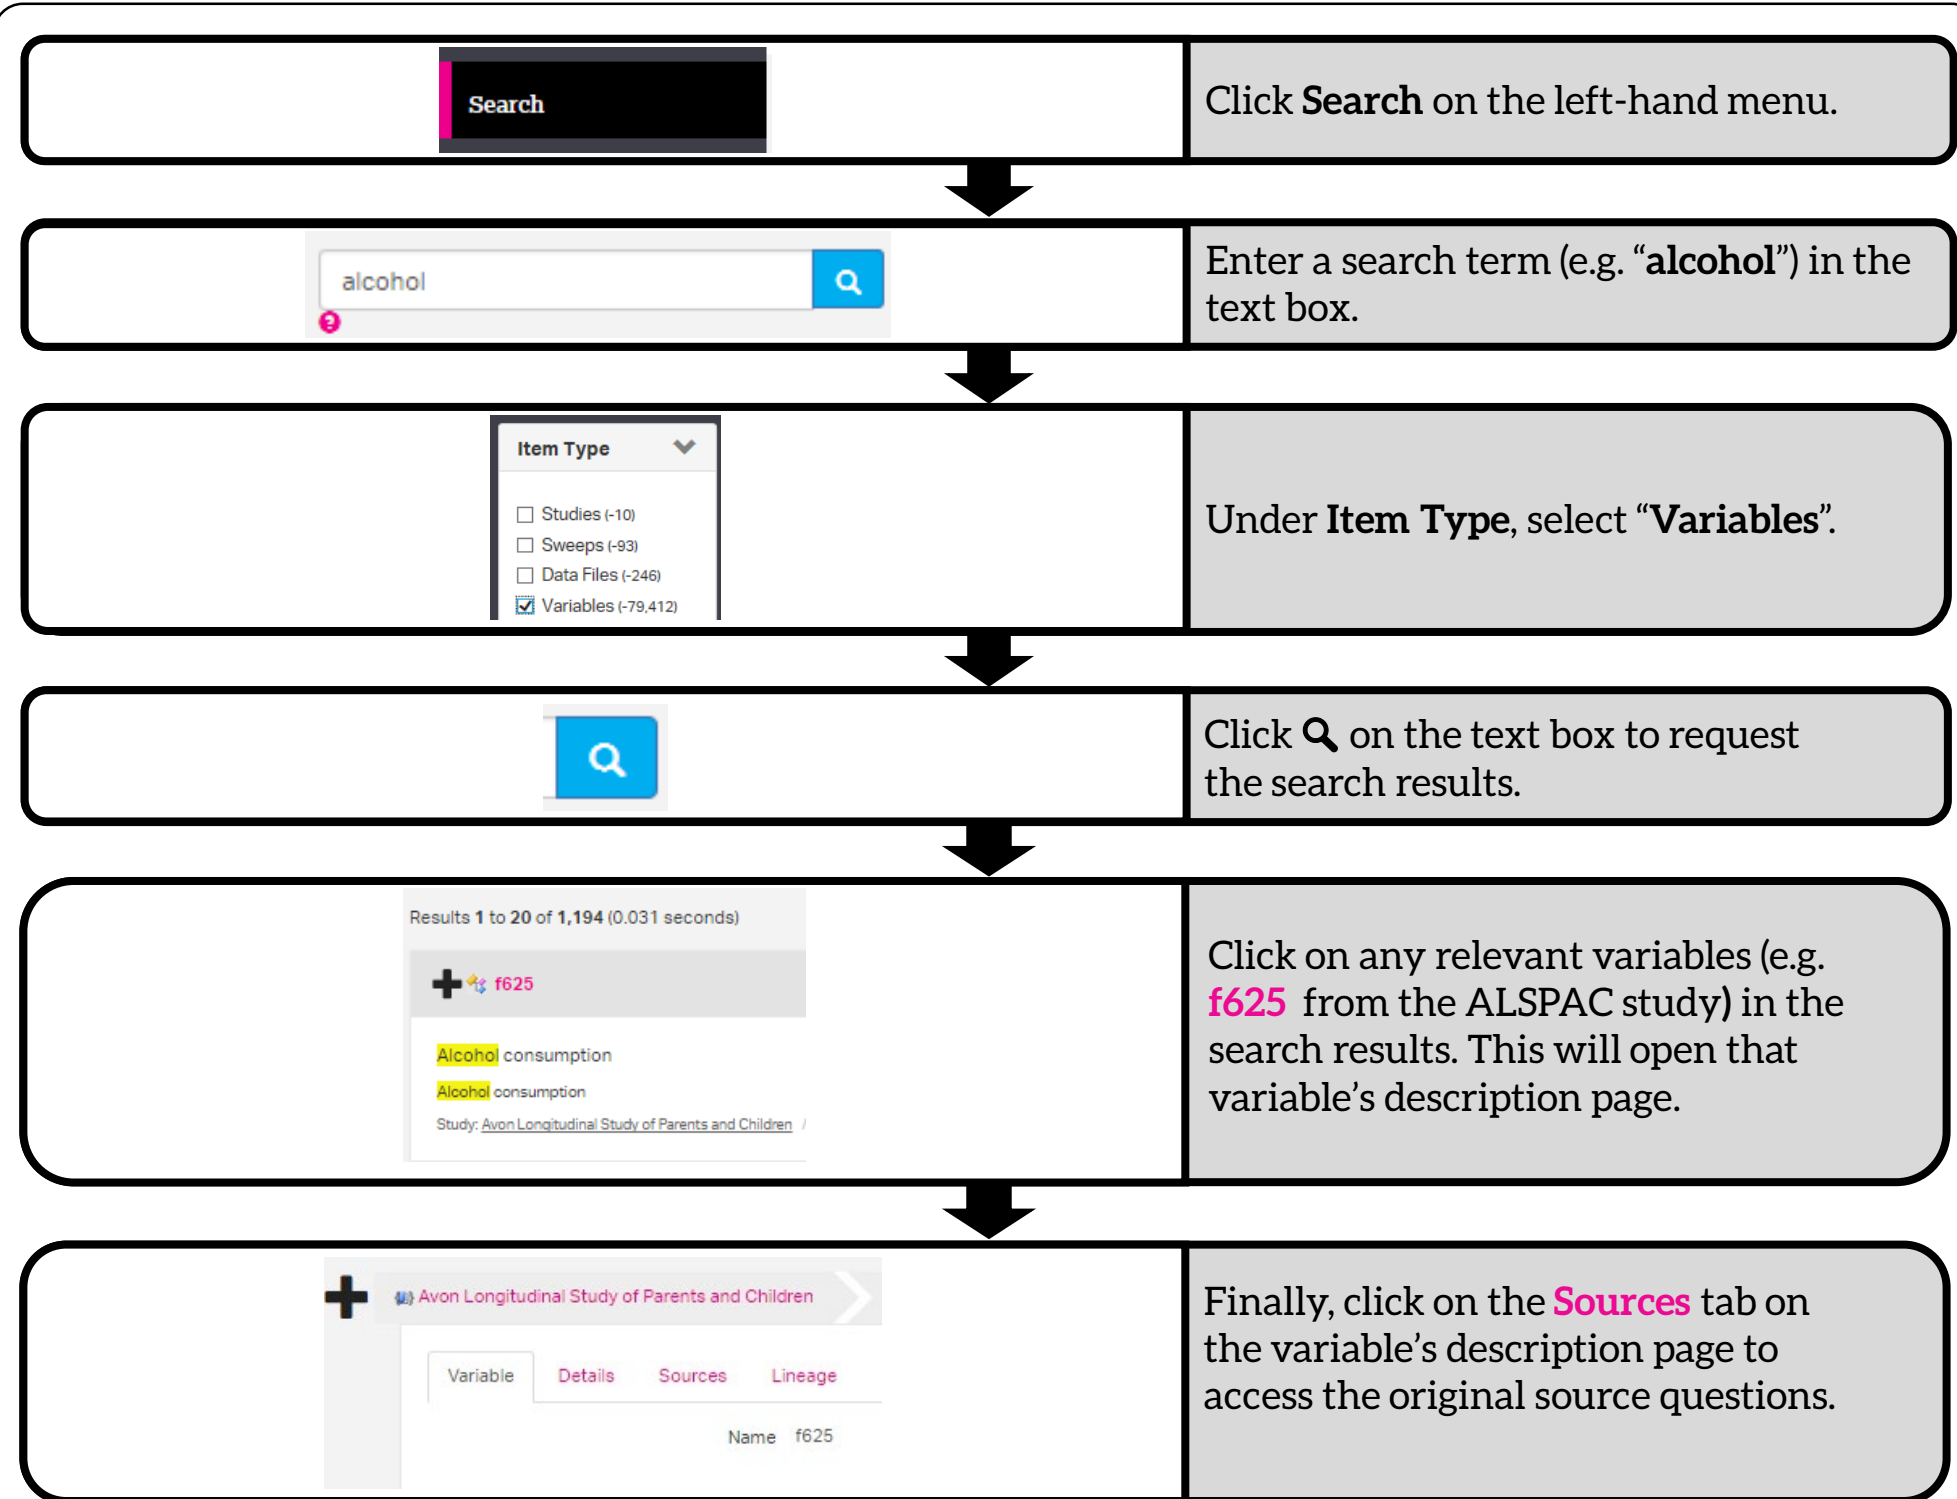 Search
Click Search on the left-hand menu.
alcohol
Enter a search term (e.g. “alcohol”) in the
text box.
Item Type
Studies (~10)
Sweeps (~93)
Data Files (~246)
Variables (~79,412)
Under Item Type, select “Variables”.
Click on the text box to request
the search results.
Results 1 to 20 of 1,194 (0.031 seconds)
f625
Alcohol consumption
Alcohol consumption
Study: Avon Longitudinal Study of Parents and Children /
Click on any relevant variables (e.g.
f625 from the ALSPAC study) in the
search results. This will open that
variable’s description page.
Avon Longitudinal Study of Parents and Children
Variable Details Sources Lineage
Name f625
Finally, click on the Sources tab on
the variable’s description page to
access the original source questions.